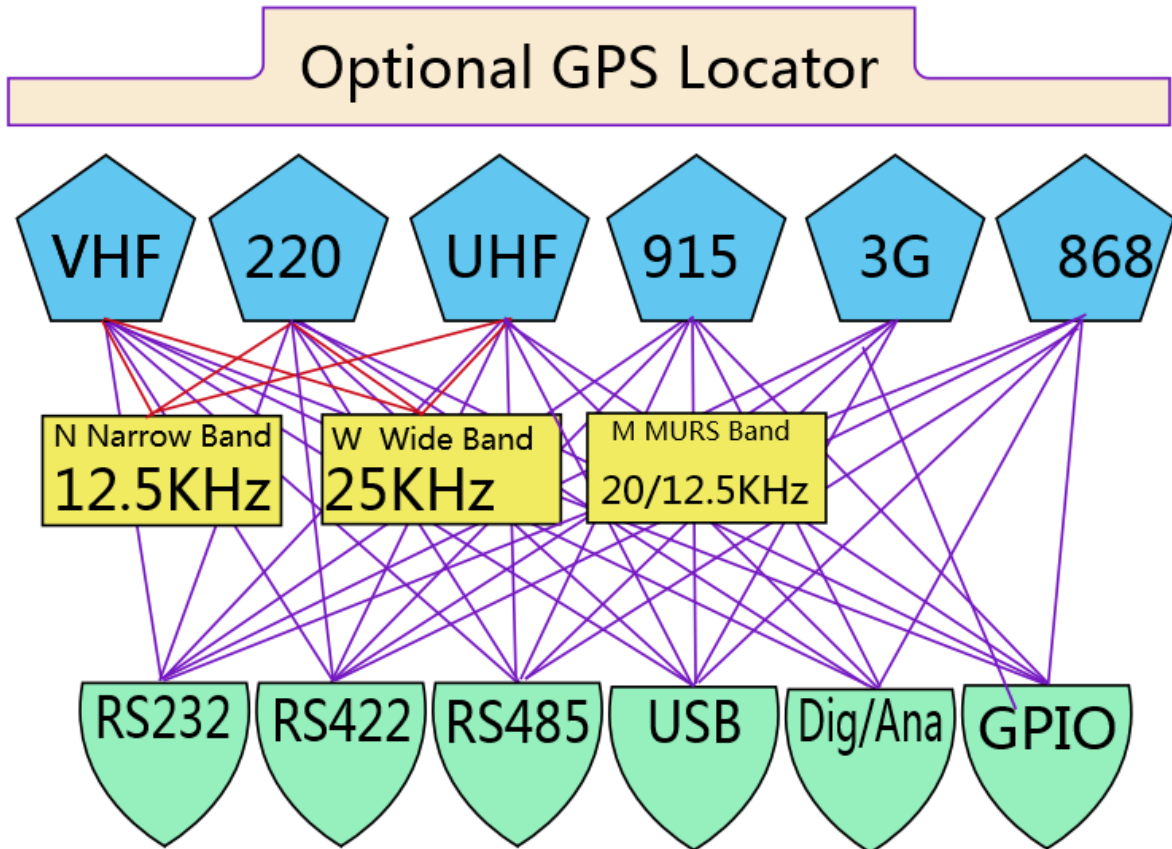 Optional GPS Locator
VHF
220
UHF
915
3G
868
N Narrow Band
12.5KHz
W Wide Band
25KHz
M MURS Band
20/12.5KHz
RS232
RS422
RS485
USB
Dig/Ana
GPIO